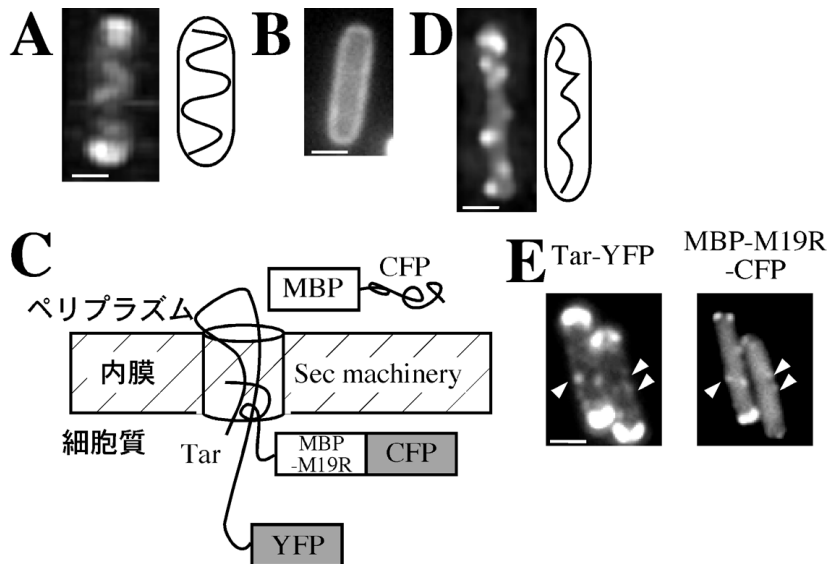 A
B
D
C
ペリプラズム
MBP
CFP
内膜
Sec machinery
細胞質
Tar
MBP
-M19R
CFP
YFP
E
Tar-YFP
MBP-M19R
-CFP